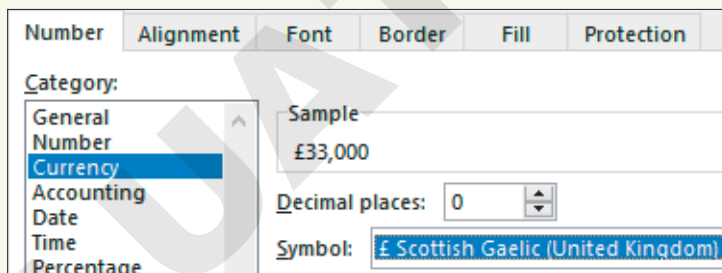 Number Alignment Font Border Fill Protection
Category:
General
Number
Currency
Accounting
Date
Time
Percentage
Sample
£33,000
Decimal places: 0
Symbol: £ Scottish Gaelic (United Kingdom)